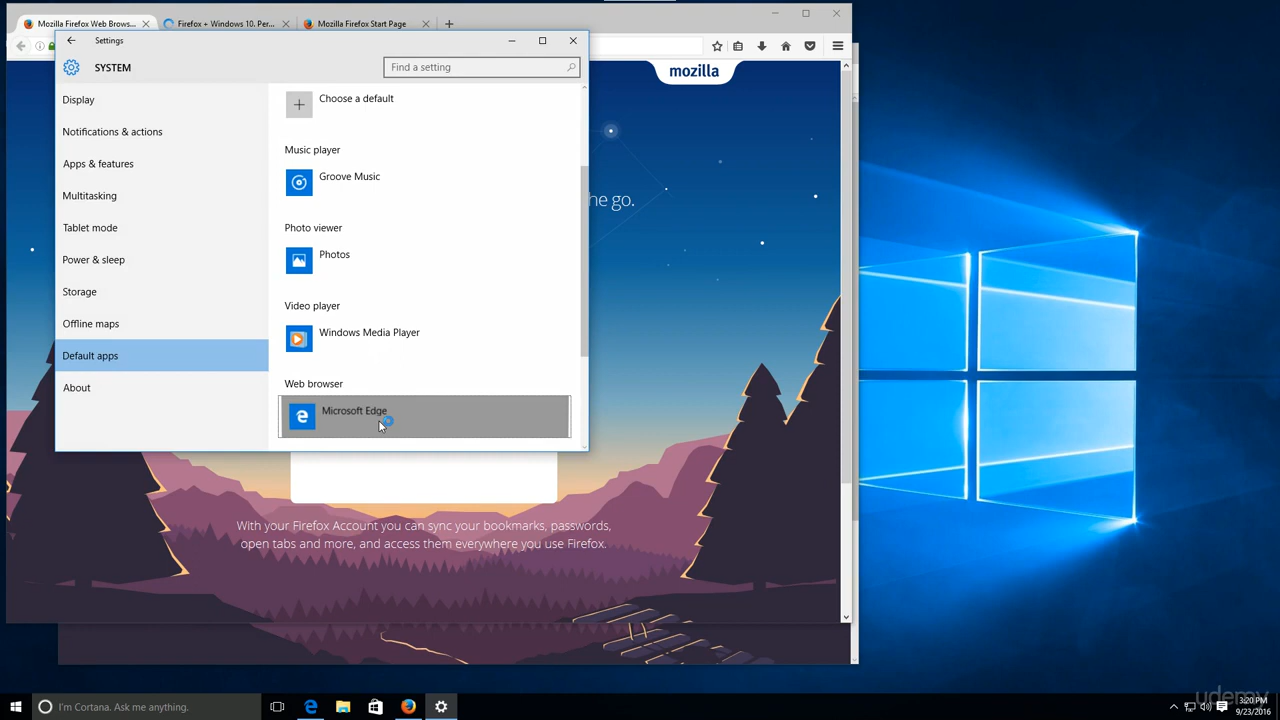 Mozilla Firefox Web Brows...
Firefox + Windows 10. Per...
Mozilla Firefox Start Page
Settings
SYSTEM
Find a setting
mozilla
Display
Notifications & actions
Apps & features
Multitasking
Tablet mode
Power & sleep
Storage
Offline maps
Default apps
About
Choose a default
Music player
Groove Music
Photo viewer
Photos
Video player
Windows Media Player
Web browser
Microsoft Edge
he go.
With your Firefox Account you can sync your bookmarks, passwords,
open tabs and more, and access them everywhere you use Firefox.
I'm Cortana. Ask me anything.
3:20 PM
9/23/2016
udemy